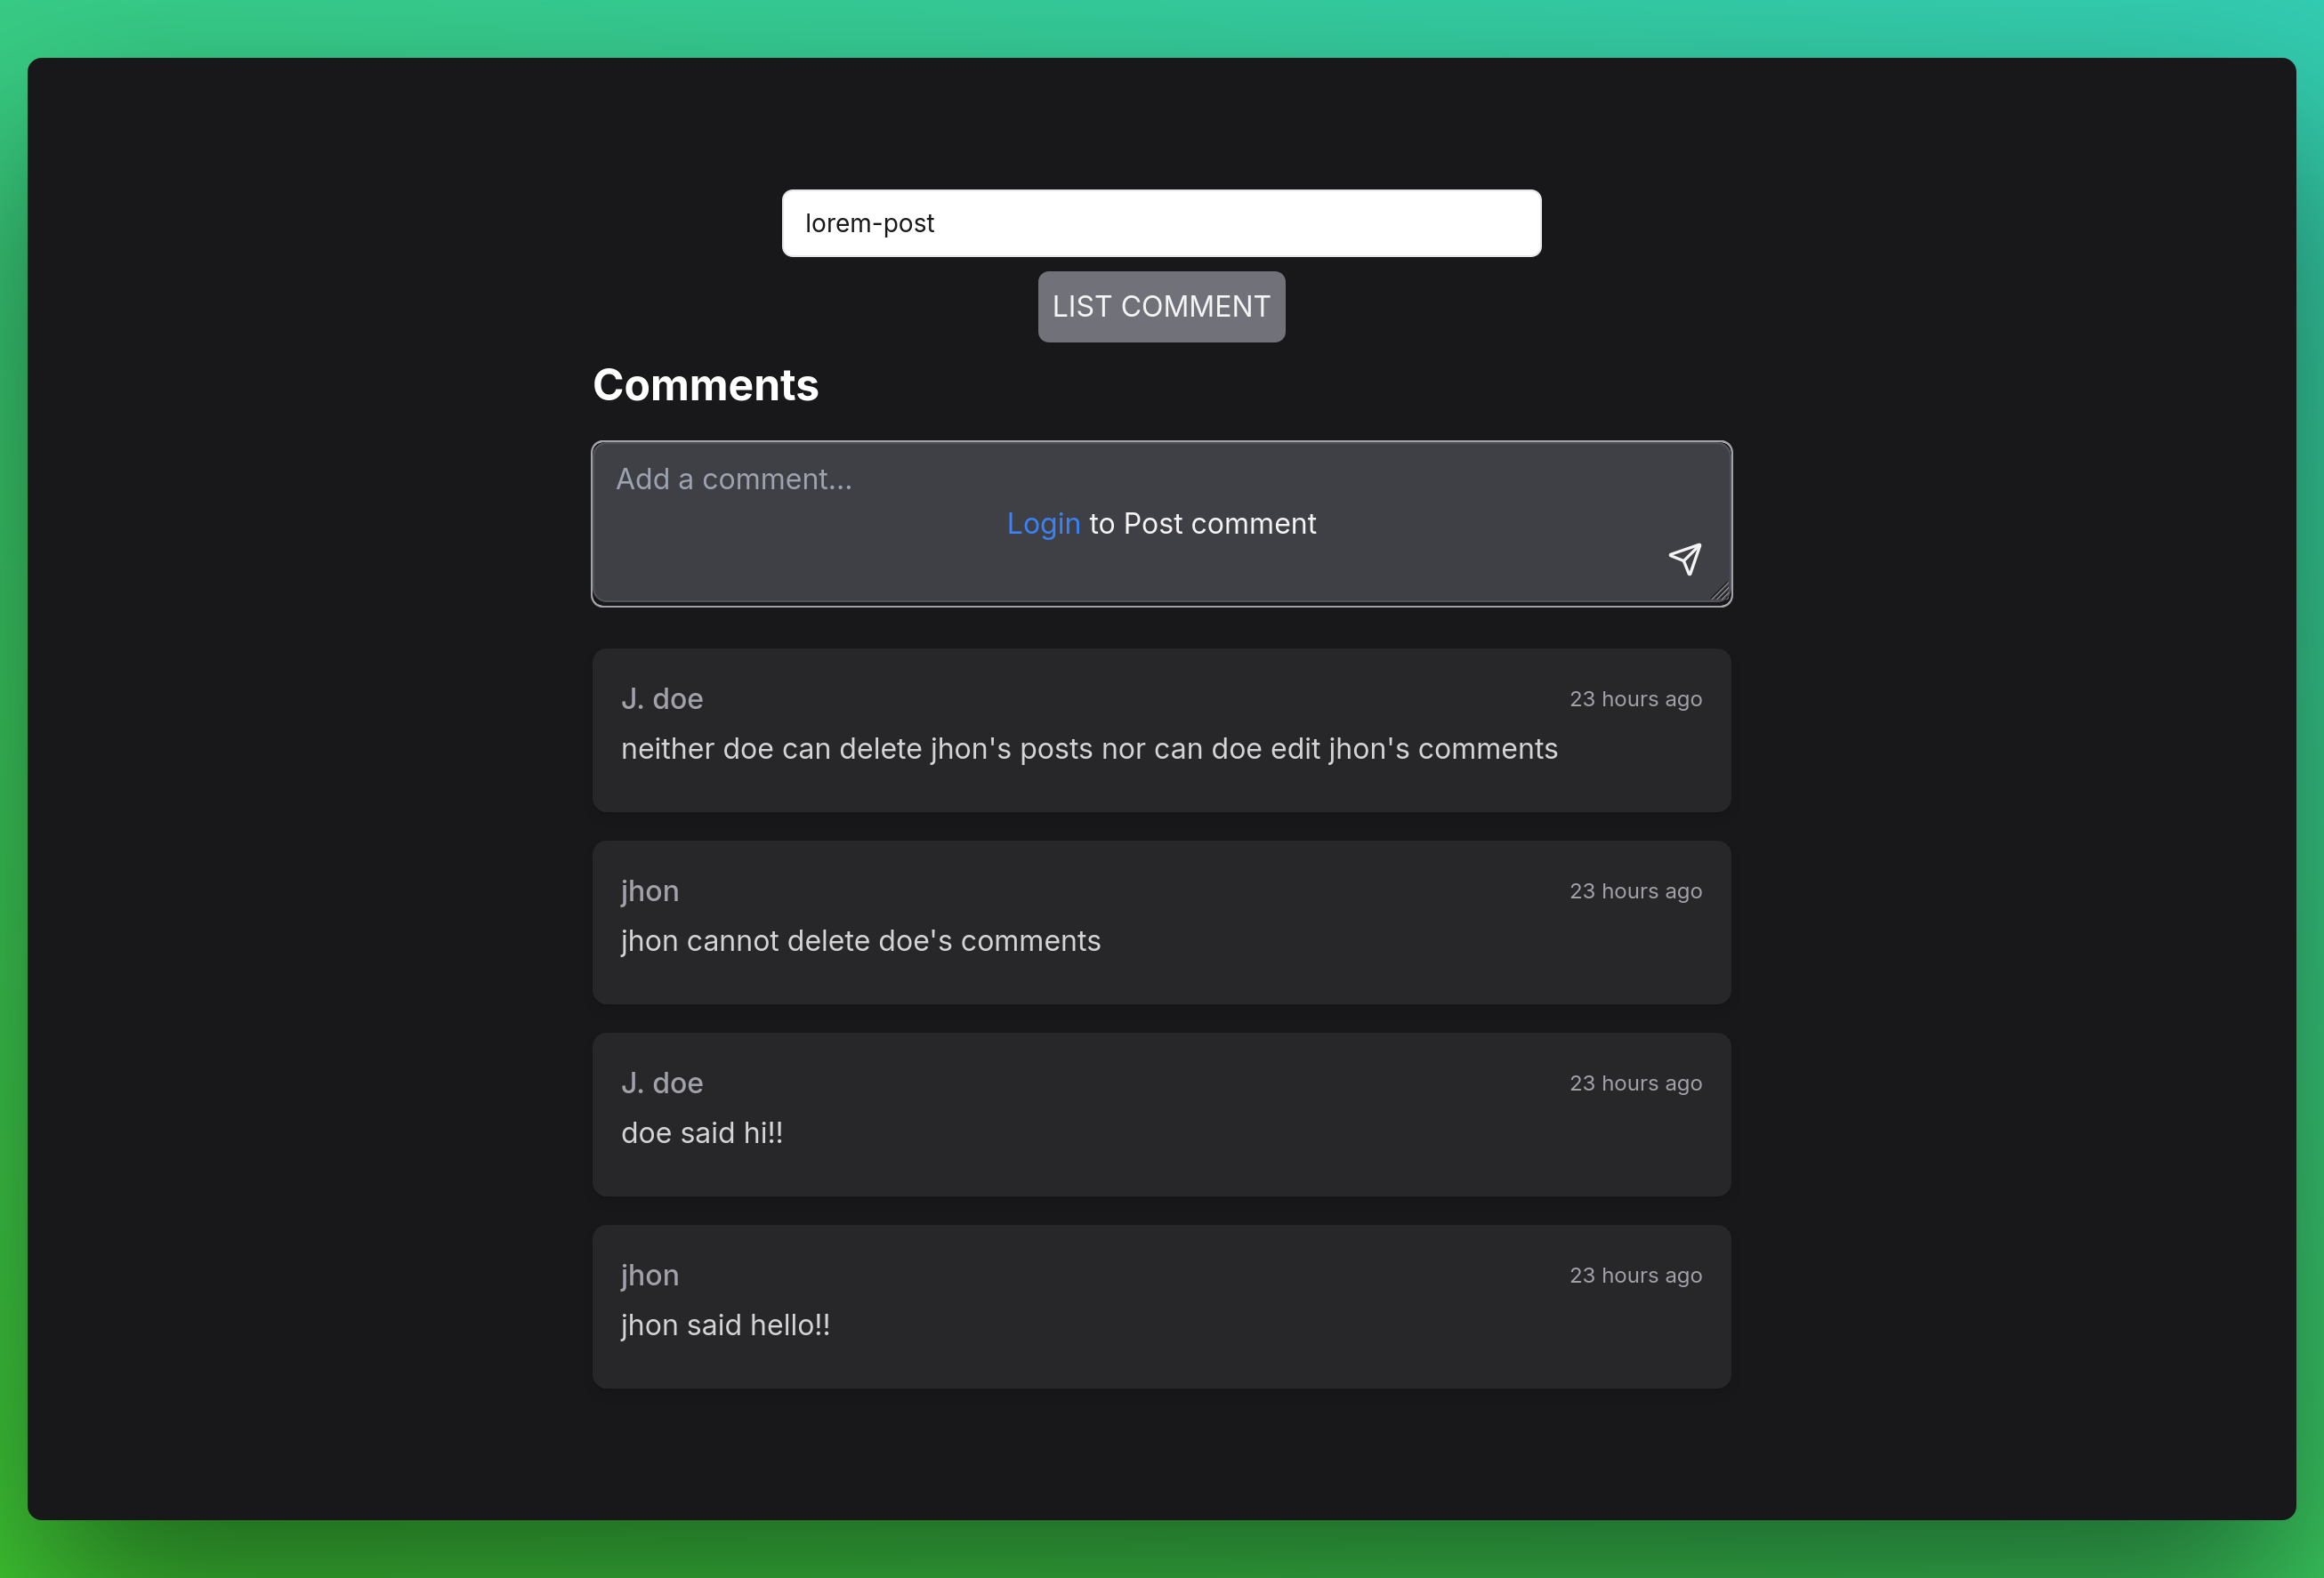 lorem-post
LIST COMMENT
Comments
Add a comment...
Login to Post comment
J. doe
23 hours ago
neither doe can delete jhon's posts nor can doe edit jhon's comments
jhon
23 hours ago
jhon cannot delete doe's comments
J. doe
23 hours ago
doe said hi!!
jhon
23 hours ago
jhon said hello!!